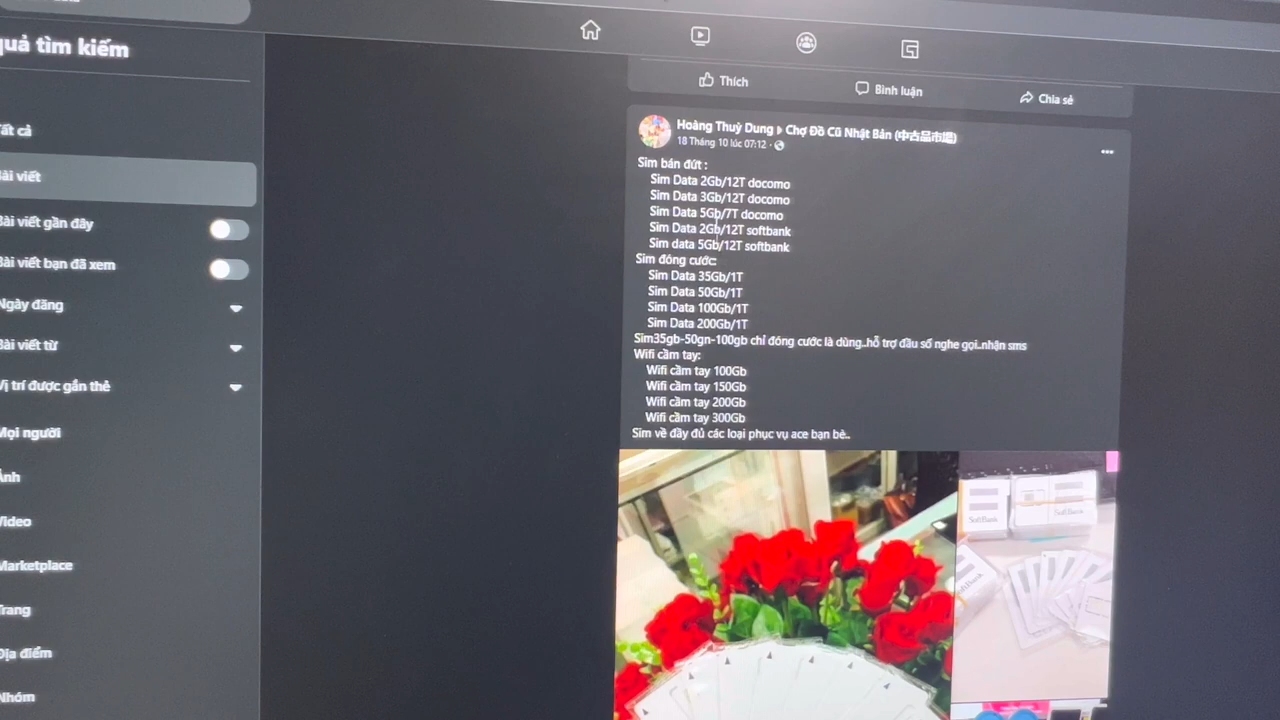 quả tìm kiếm
Tất cả
Bài viết
Bài viết gần đây
Bài viết bạn đã xem
Ngày đăng
Bài viết từ
Vị trí được gắn thẻ
Mọi người
Ảnh
Video
Marketplace
Trang
Địa điểm
Nhóm
Thích
Bình luận
Chia sẻ
Hoàng Thuỳ Dung ▸ Chợ Đồ Cũ Nhật Bản (中古品市場)
18 Tháng 10 lúc 07:12 ·
Sim bán đứt :
Sim Data 2Gb/12T docomo
Sim Data 3Gb/12T docomo
Sim Data 5Gb/7T docomo
Sim Data 2Gb/12T softbank
Sim data 5Gb/12T softbank
Sim đóng cước:
Sim Data 35Gb/1T
Sim Data 50Gb/1T
Sim Data 100Gb/1T
Sim Data 200Gb/1T
Sim35gb-50gn-100gb chỉ đóng cước là dùng..hỗ trợ đầu số nghe gọi..nhận sms
Wifi cầm tay:
Wifi cầm tay 100Gb
Wifi cầm tay 150Gb
Wifi cầm tay 200Gb
Wifi cầm tay 300Gb
Sim về đầy đủ các loại phục vụ ace bạn bè..
SoftBank
SoftBank